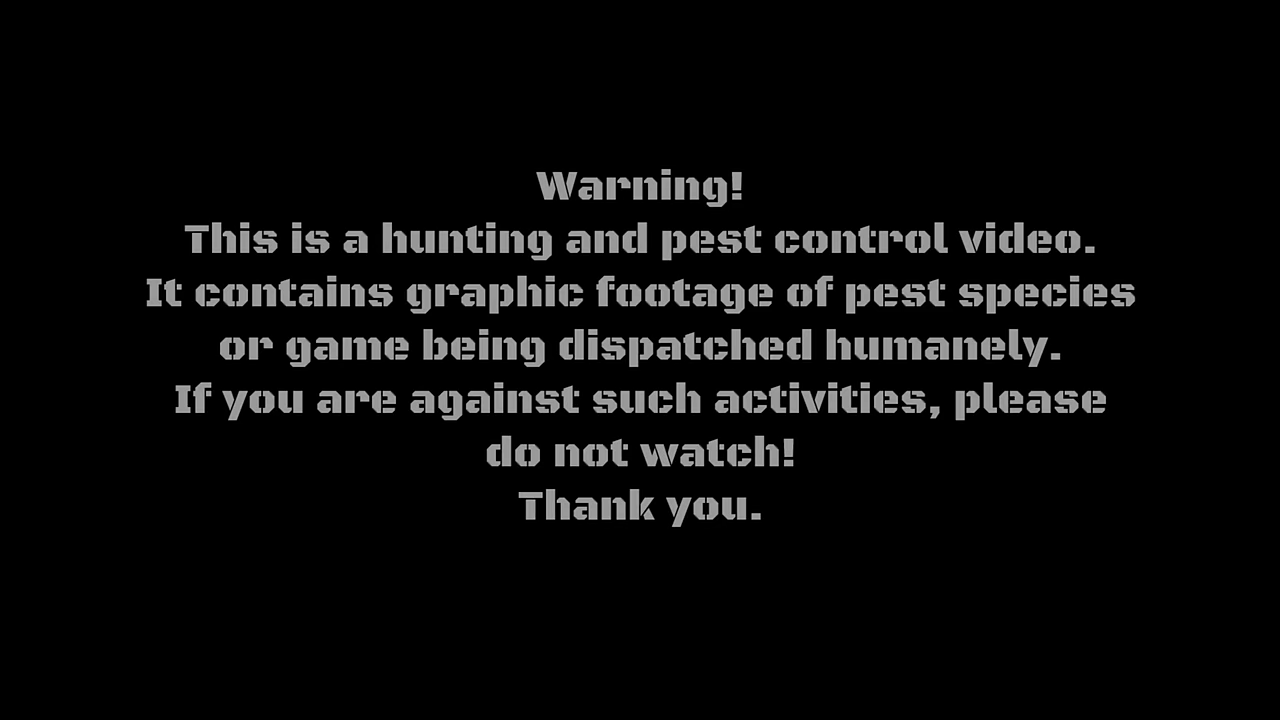 Warning!
This is a hunting and pest control video.
It contains graphic footage of pest species
or game being dispatched humanely.
If you are against such activities, please
do not watch!
Thank you.